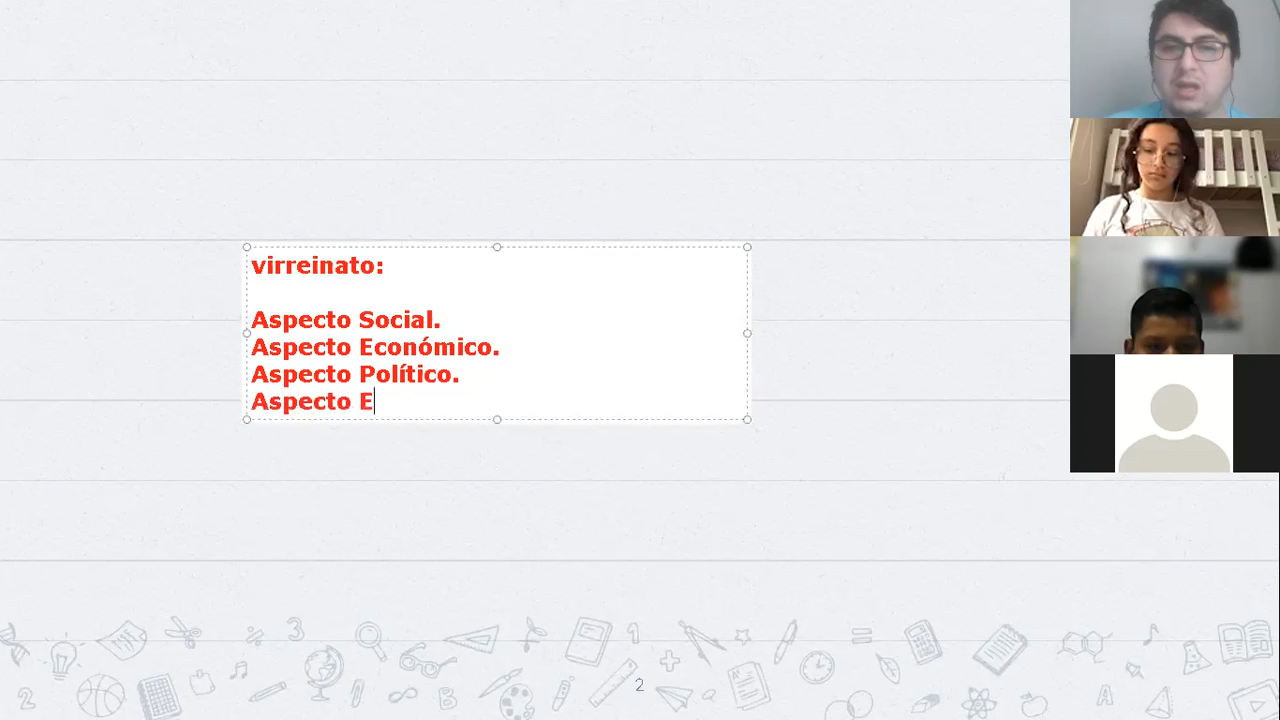 virreinato:
Aspecto Social.
Aspecto Económico.
Aspecto Político.
Aspecto E
2